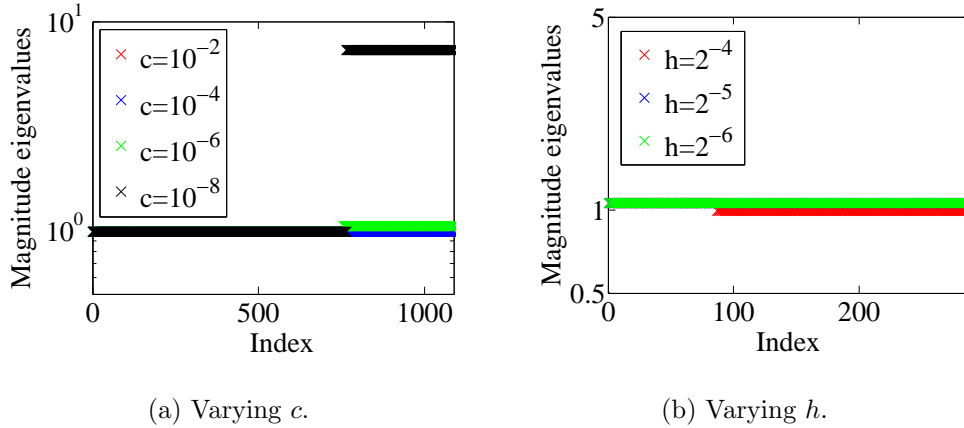 10^1
10^0
Magnitude eigenvalues
c=10^-2
c=10^-4
c=10^-6
c=10^-8
0
500
1000
Index
(a) Varying c.
5
1
0.5
Magnitude eigenvalues
h=2^-4
h=2^-5
h=2^-6
0
100
200
Index
(b) Varying h.